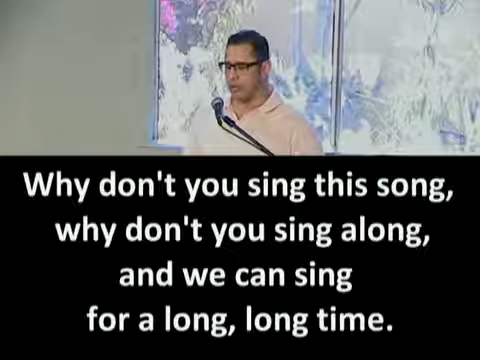 Why don't you sing this song,
why don't you sing along,
and we can sing
for a long, long time.